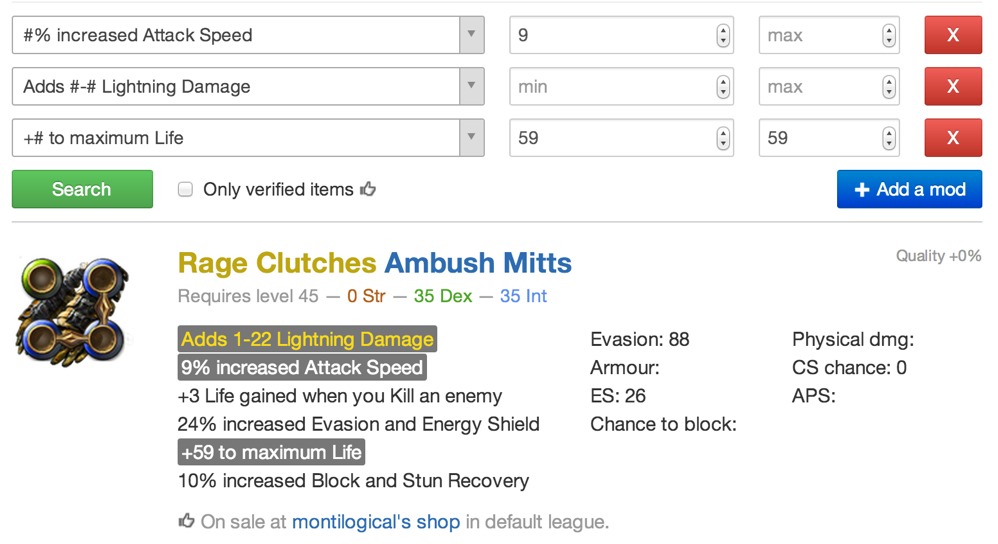 #% increased Attack Speed 9 max X
Adds #-# Lightning Damage min max X
+# to maximum Life 59 59 X
Search Only verified items + Add a mod
Rage Clutches Ambush Mitts Quality +0%
Requires level 45 — 0 Str — 35 Dex — 35 Int
Adds 1-22 Lightning Damage Evasion: 88 Physical dmg:
9% increased Attack Speed Armour: CS chance: 0
+3 Life gained when you Kill an enemy ES: 26 APS:
24% increased Evasion and Energy Shield Chance to block:
+59 to maximum Life
10% increased Block and Stun Recovery
On sale at montilogical's shop in default league.